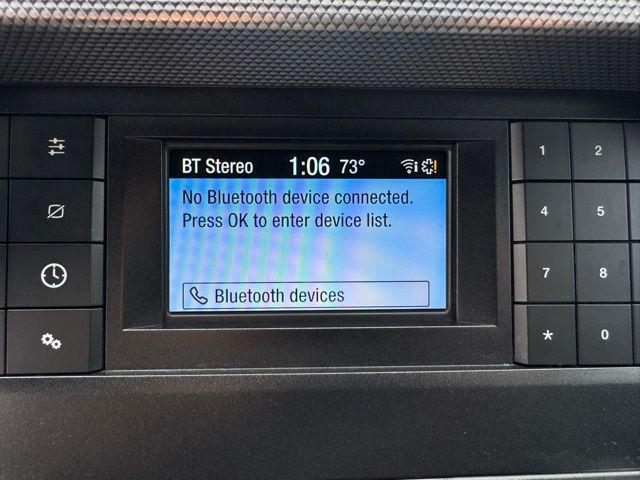 BT Stereo 1:06 73°
No Bluetooth device connected.
Press OK to enter device list.
Bluetooth devices
1 2
4 5
7 8
* 0